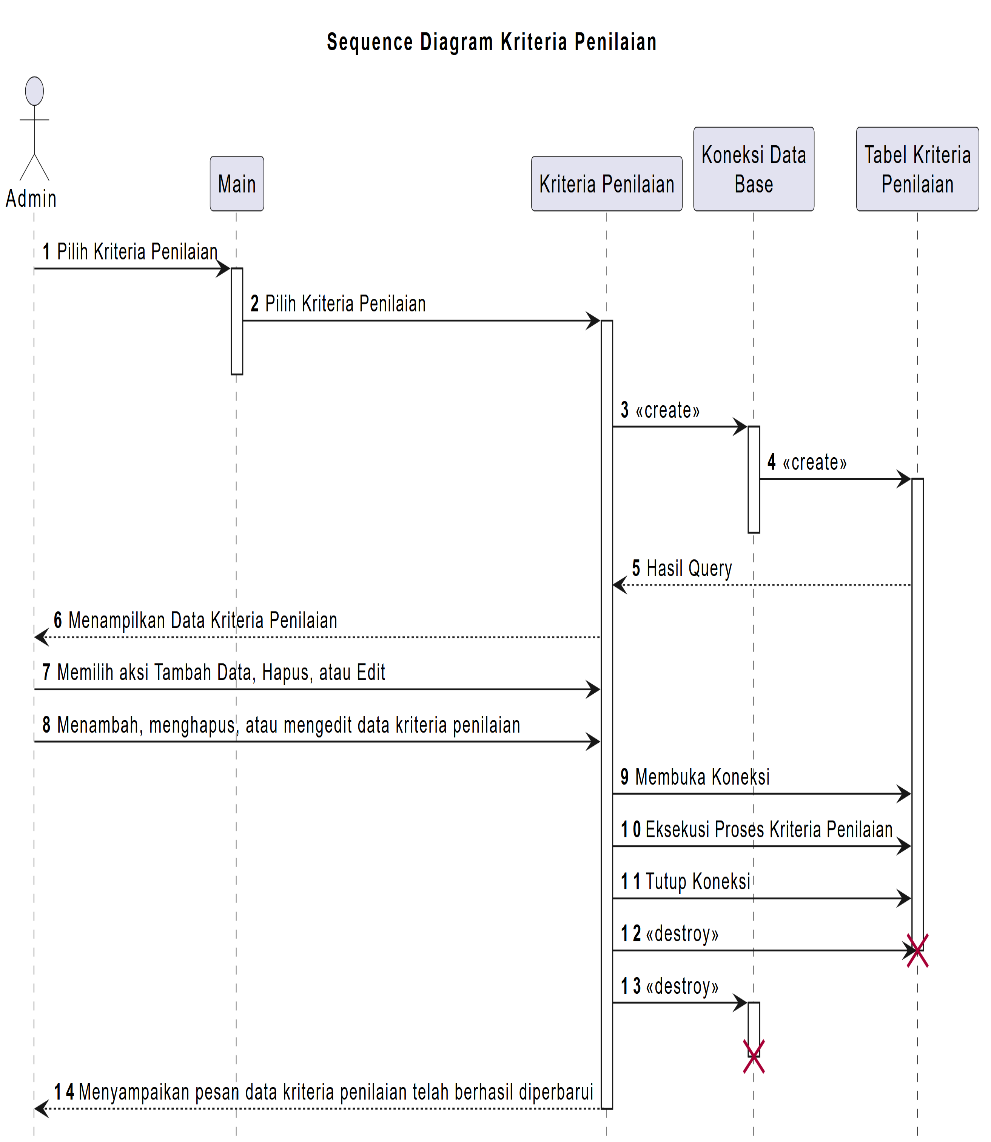 Sequence Diagram Kriteria Penilaian
Admin
Main
Kriteria Penilaian
Koneksi Data
Base
Tabel Kriteria
Penilaian
1 Pilih Kriteria Penilaian
2 Pilih Kriteria Penilaian
3 «create»
4 «create»
5 Hasil Query
6 Menampilkan Data Kriteria Penilaian
7 Memilih aksi Tambah Data, Hapus, atau Edit
8 Menambah, menghapus, atau mengedit data kriteria penilaian
9 Membuka Koneksi
10 Eksekusi Proses Kriteria Penilaian
11 Tutup Koneksi
12 «destroy»
13 «destroy»
14 Menyampaikan pesan data kriteria penilaian telah berhasil diperbarui